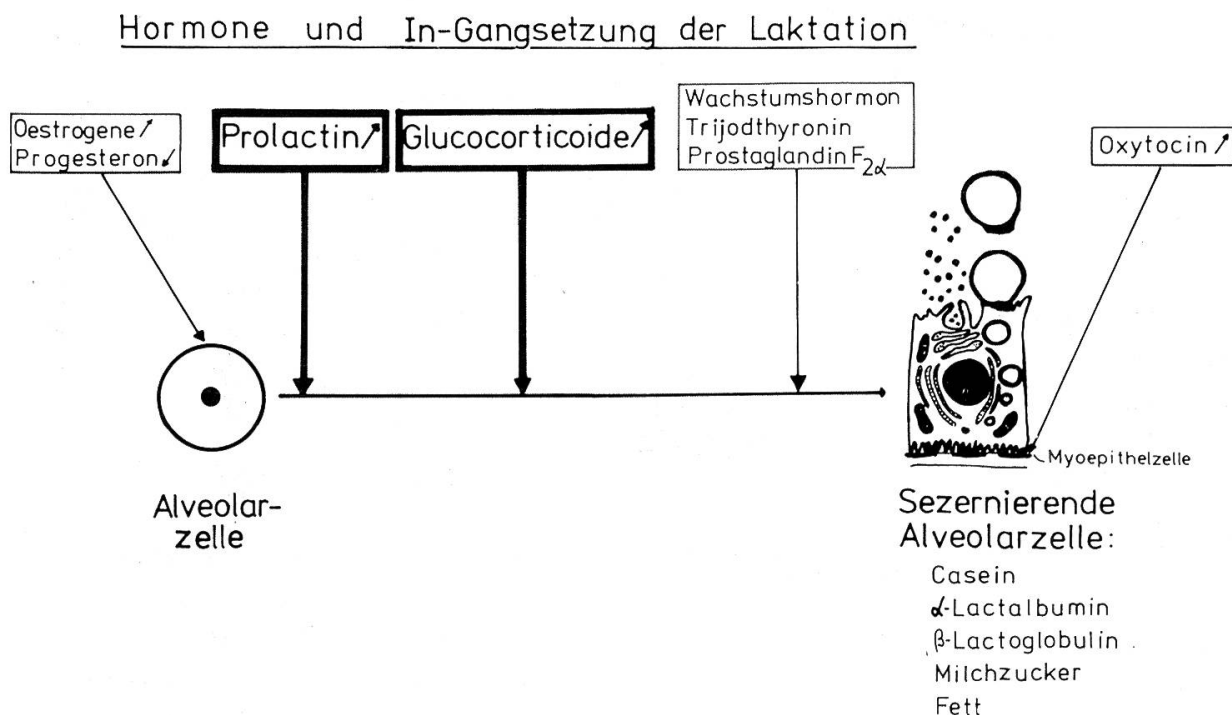 Hormone und In-Gangsetzung der Laktation
Oestrogene↗
Progesteron↙
Prolactin↗
Glucocorticoide↗
Wachstumshormon
Trijodthyronin
Prostaglandin F2α
Oxytocin↗
Myoepithelzelle
Alveolar-
zelle
Sezernierende
Alveolarzelle:
Casein
α-Lactalbumin
β-Lactoglobulin
Milchzucker
Fett